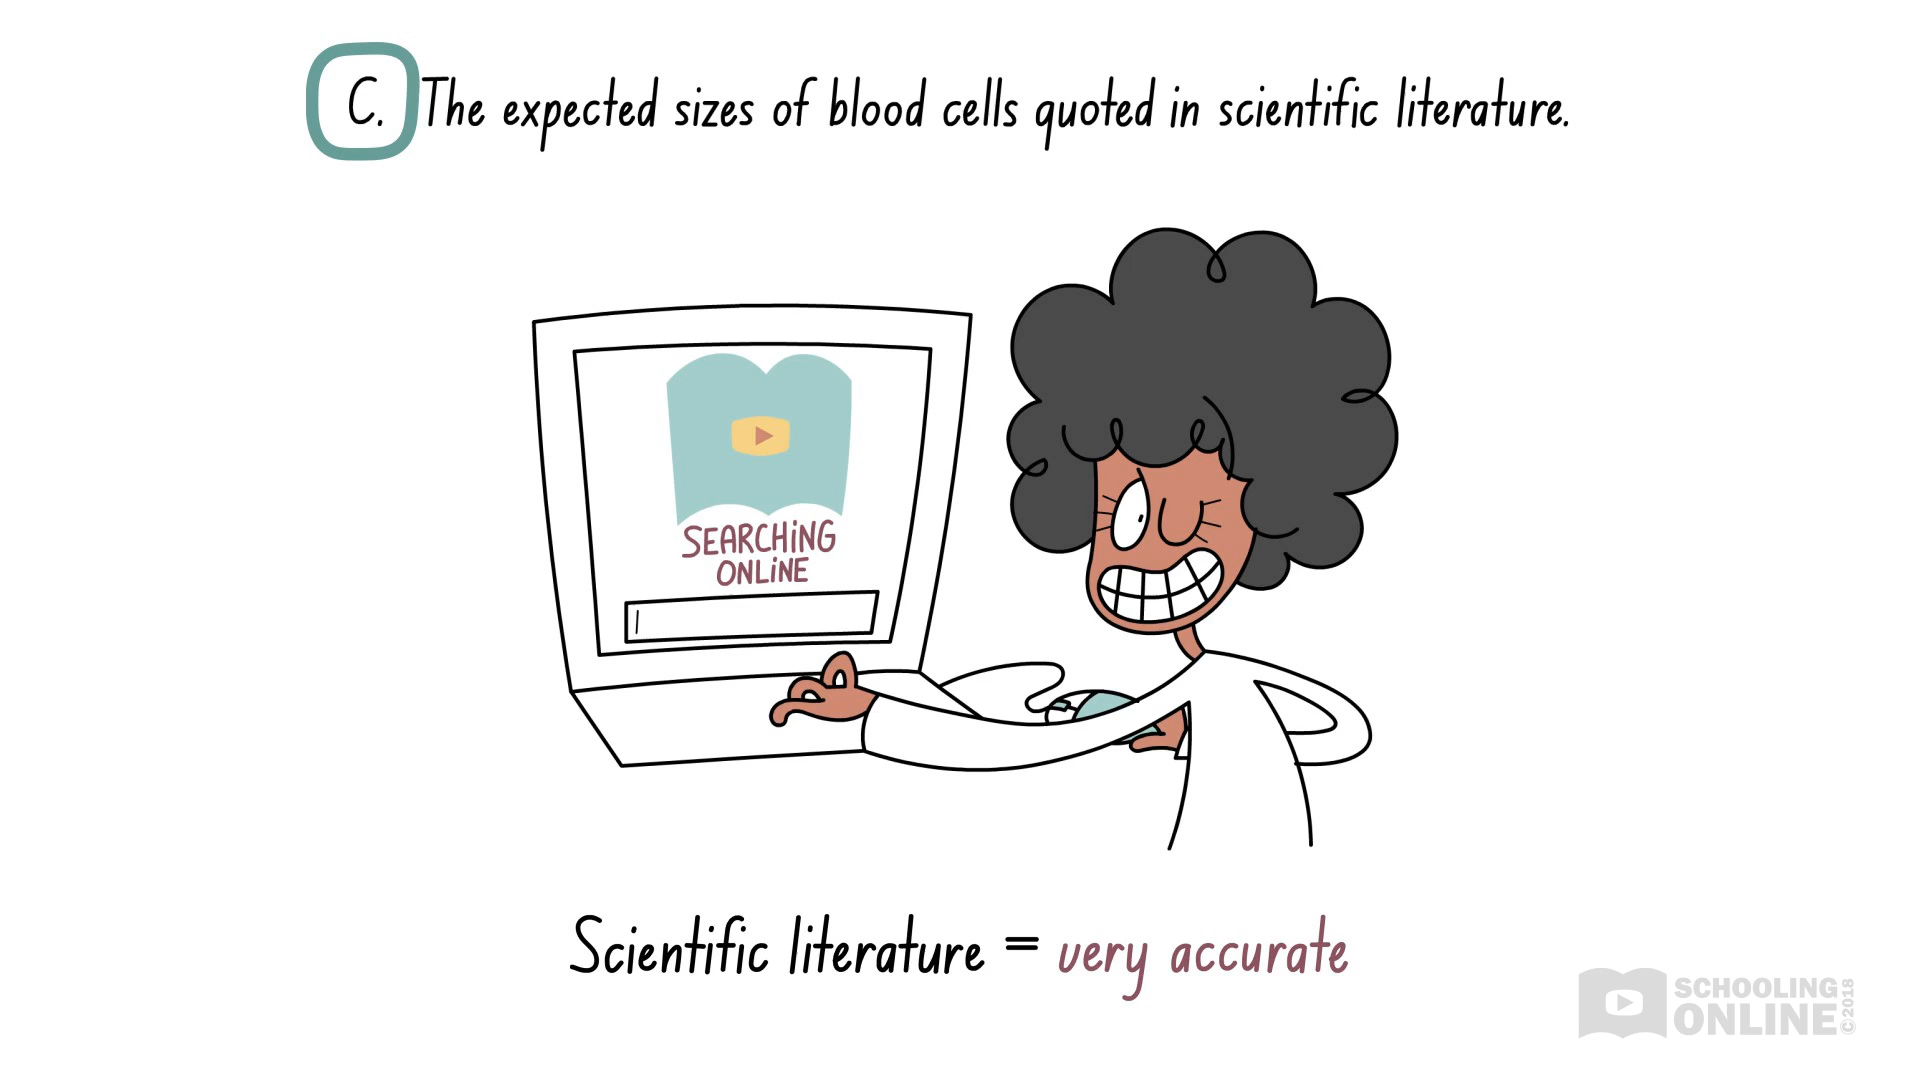 C. The expected sizes of blood cells quoted in scientific literature.
SEARCHiNG
ONLiNE
Scientific literature = very accurate
SCHOOLING
ONLINE
©2018